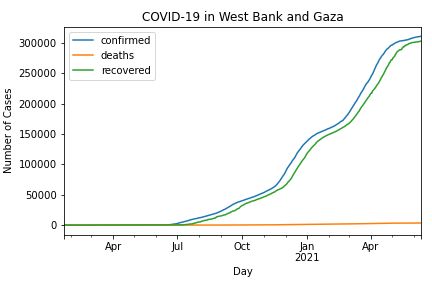 COVID-19 in West Bank and Gaza
confirmed
deaths
recovered
Number of Cases
300000
250000
200000
150000
100000
50000
0
Apr Jul Oct Jan Apr
2021
Day